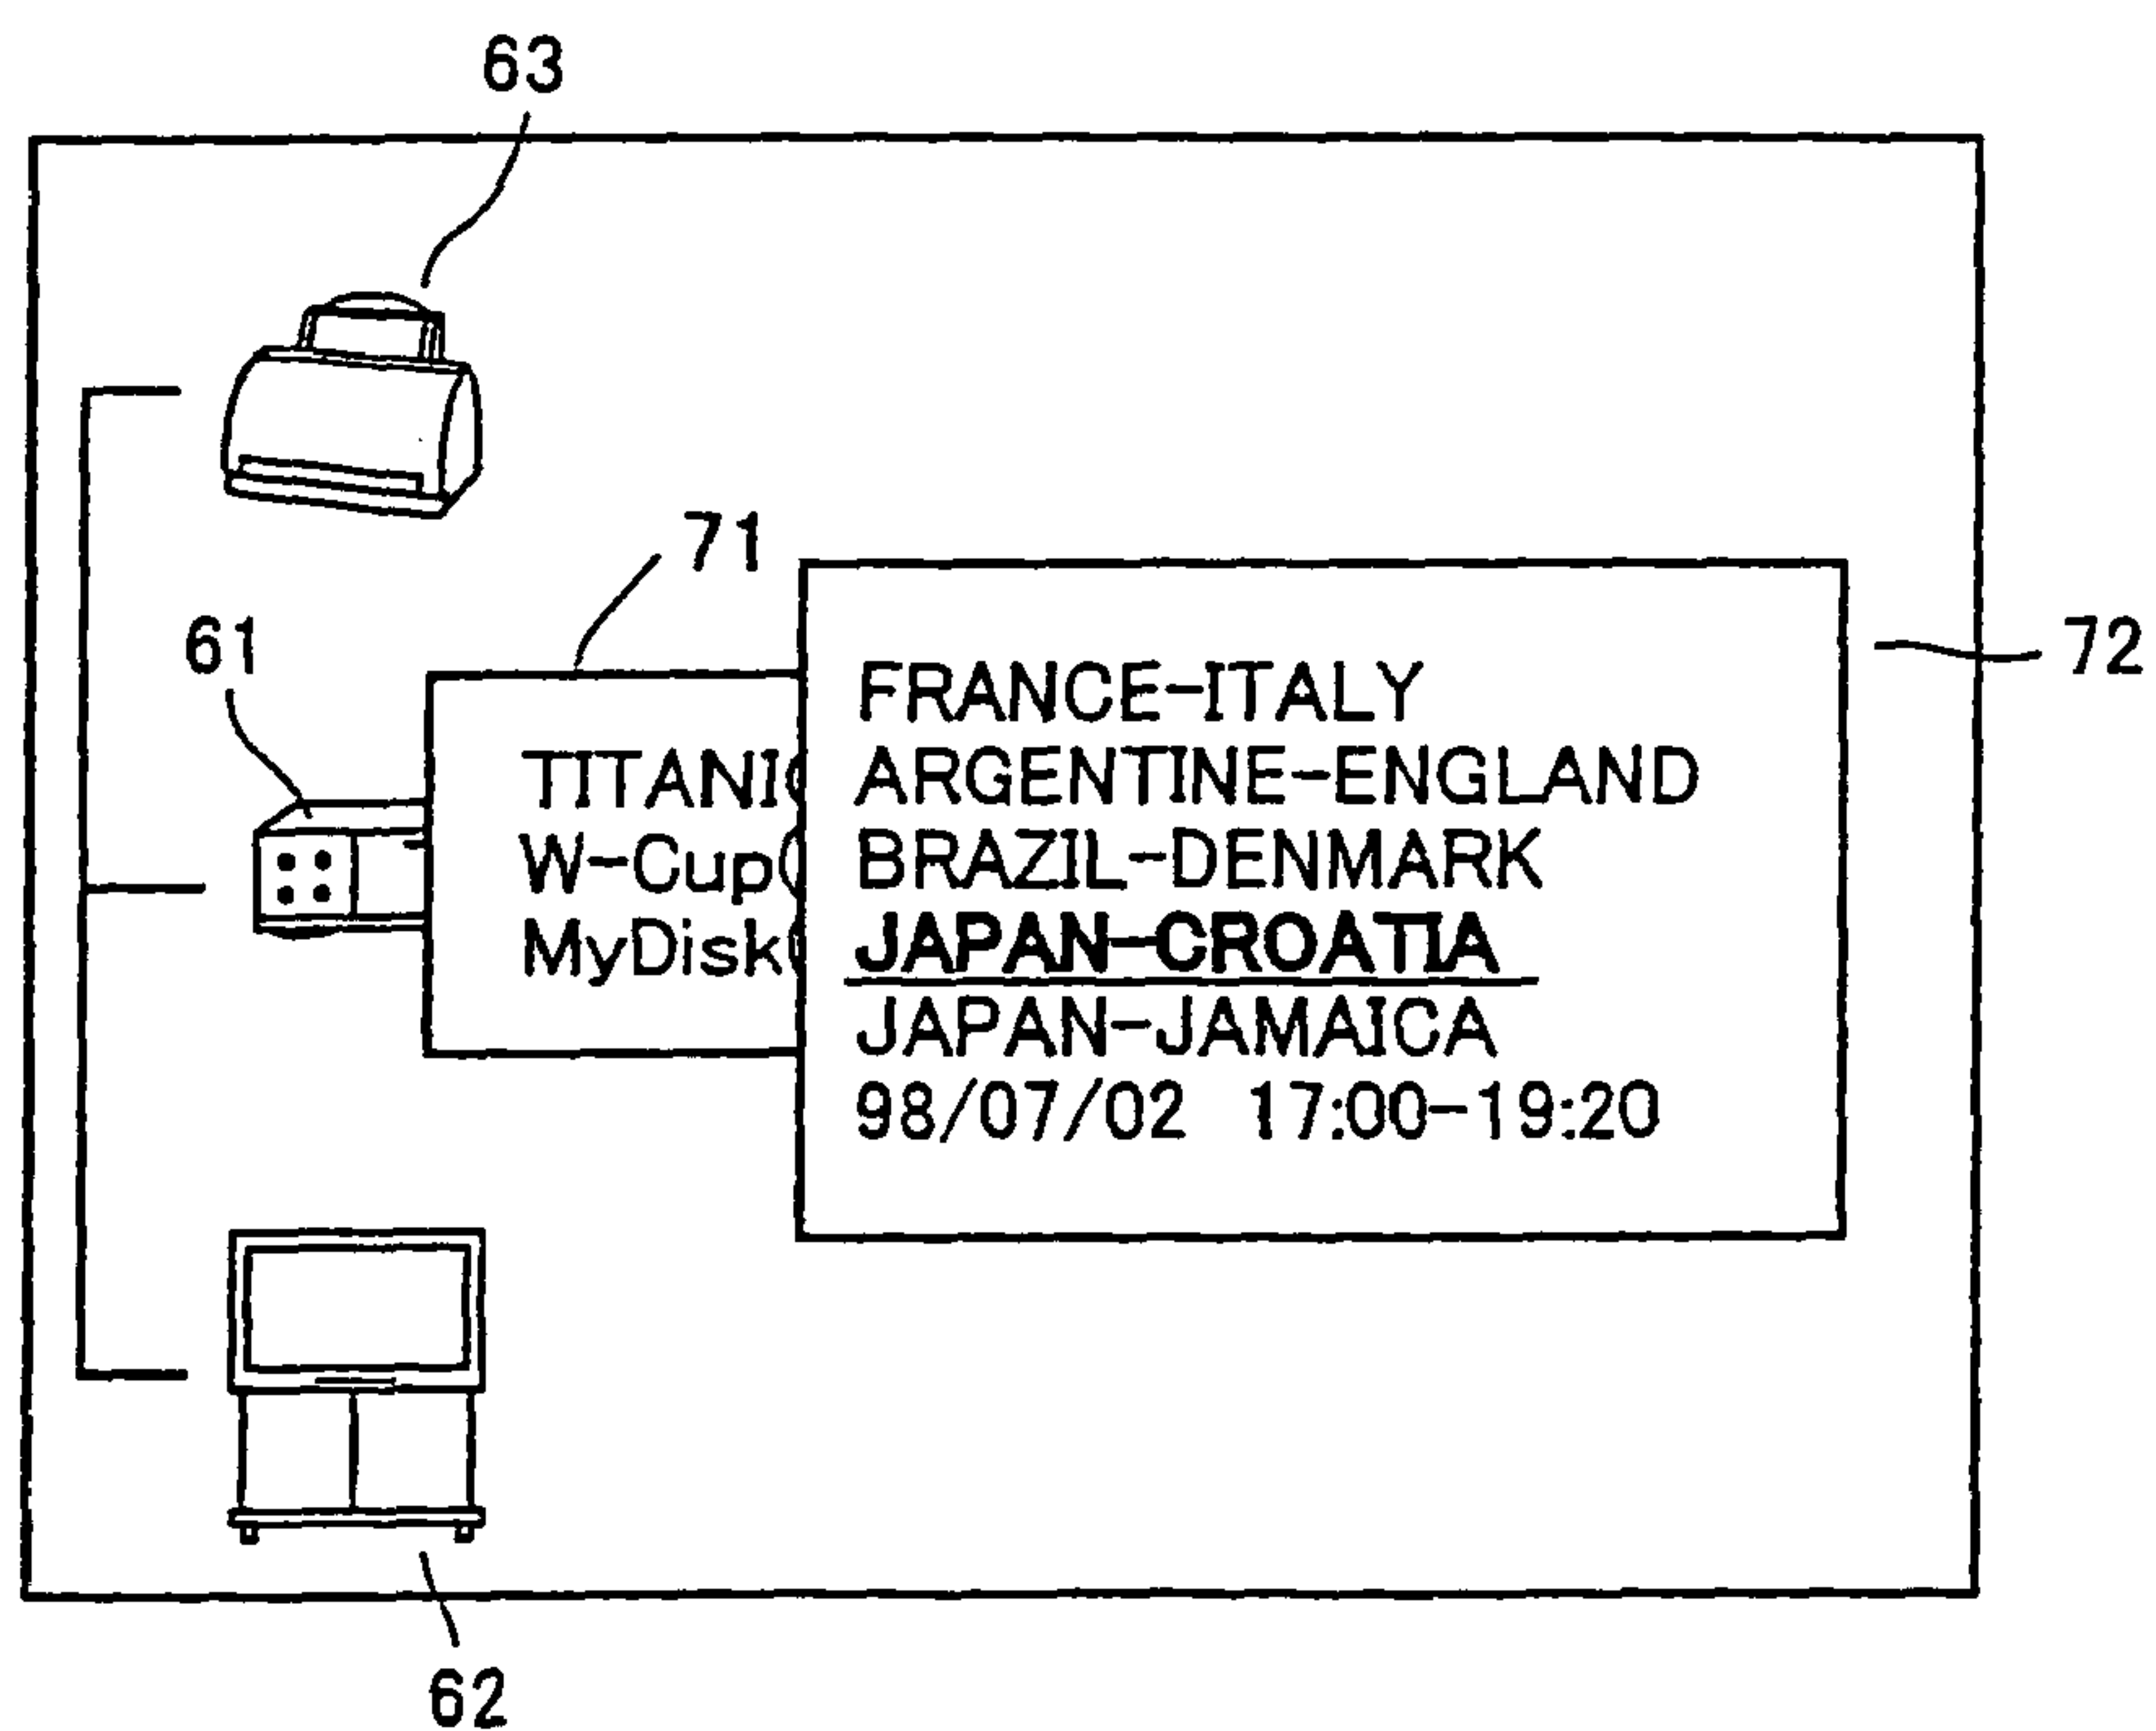 63
71
61
72
TITANI
W-Cup(
MyDisk(
FRANCE-ITALY
ARGENTINE-ENGLAND
BRAZIL-DENMARK
JAPAN-CROATIA
JAPAN-JAMAICA
98/07/02 17:00-19:20
62